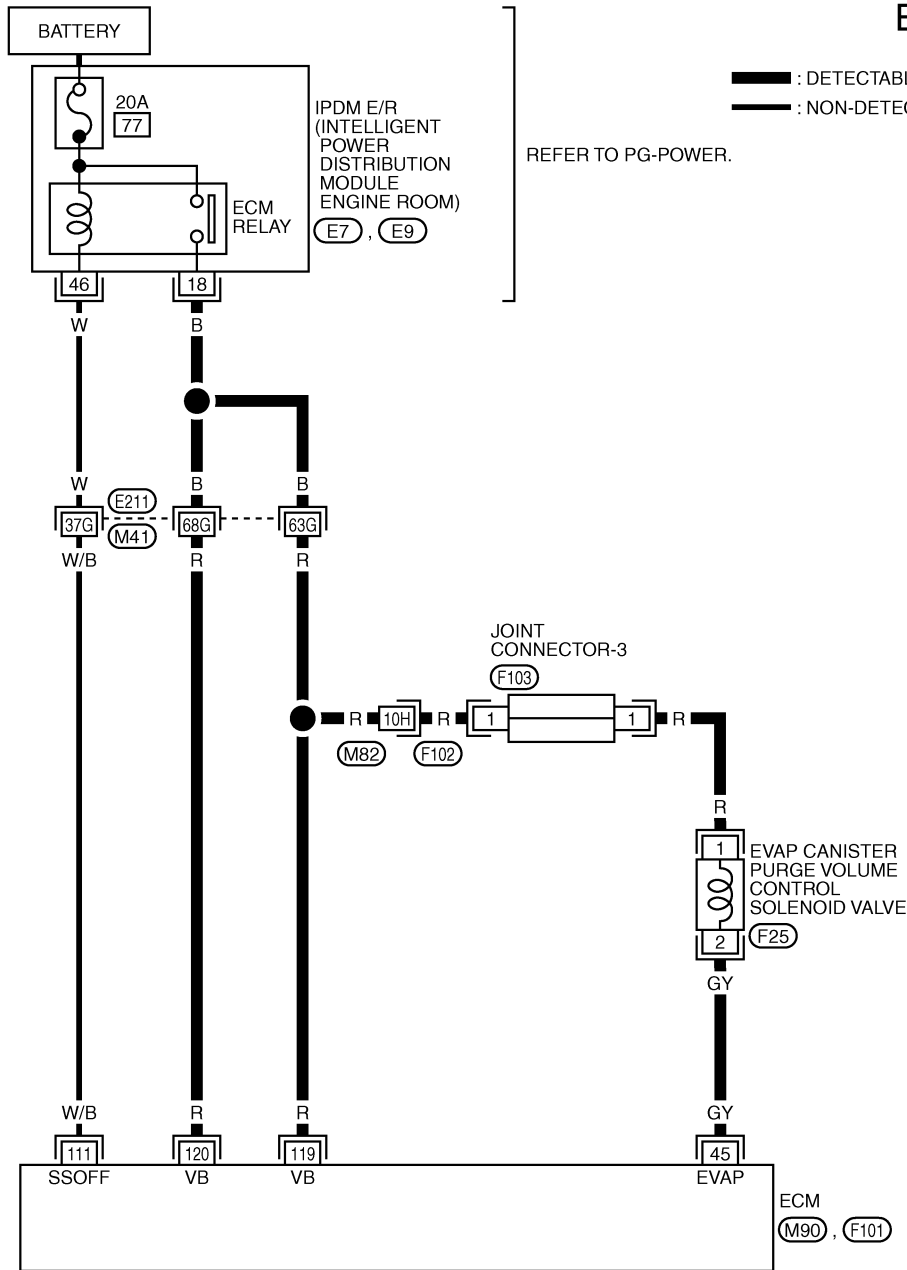 BATTERY
E
: DETECTABL
: NON-DETEC
20A
77
IPDM E/R
(INTELLIGENT
POWER
DISTRIBUTION
MODULE
ENGINE ROOM)
E7 , E9
REFER TO PG-POWER.
ECM
RELAY
46
18
W
B
W
B
B
E211
37G
68G
63G
M41
W/B
R
R
JOINT
CONNECTOR-3
F103
R
10H
R
1
1
R
M82
F102
R
1
EVAP CANISTER
PURGE VOLUME
CONTROL
SOLENOID VALVE
2
F25
GY
W/B
R
R
GY
111
120
119
45
SSOFF
VB
VB
EVAP
ECM
M90 , F101